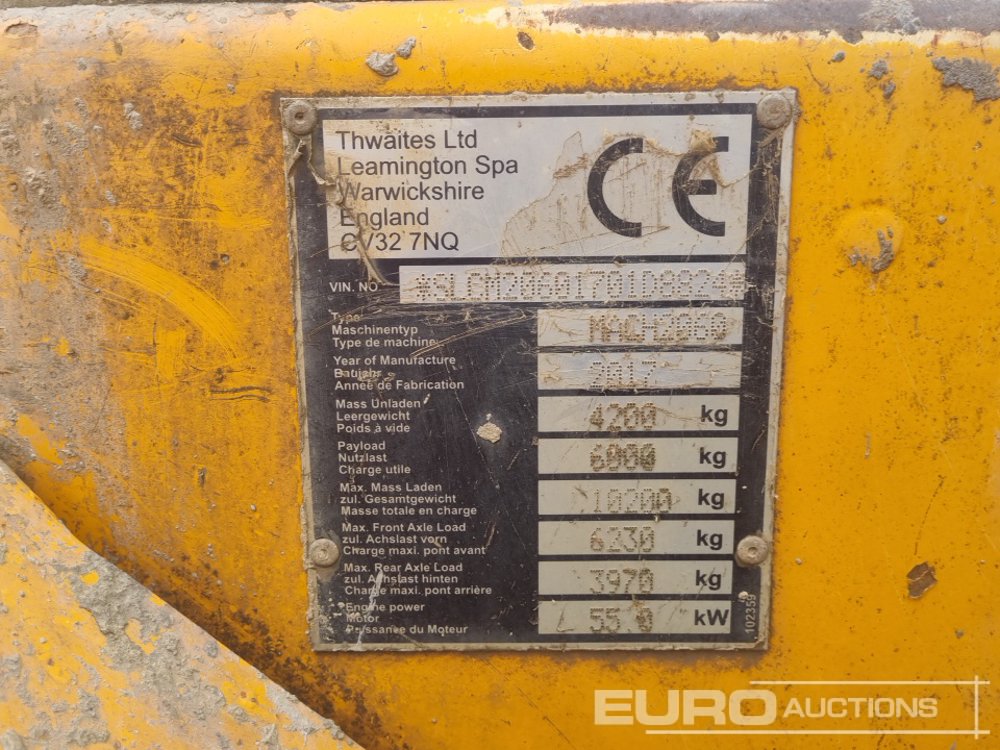 Thwaites Ltd
Leamington Spa
Warwickshire
England
CV32 7NQ
CE
VIN. NO.
Type MACH2060
Maschinentyp
Type de machine
Year of Manufacture 2017
Baujahr
Année de Fabrication
Mass Unladen 4200 kg
Leergewicht
Poids à vide
Payload 6000 kg
Nutzlast
Charge utile
Max. Mass Laden 10200 kg
zul. Gesamtgewicht
Masse totale en charge
Max. Front Axle Load 6230 kg
zul. Achslast vorn
Charge maxi. pont avant
Max. Rear Axle Load 3970 kg
zul. Achslast hinten
Charge maxi. pont arrière
Engine power 55.0 kW
Motor
Puissance du Moteur
102359
EURO AUCTIONS